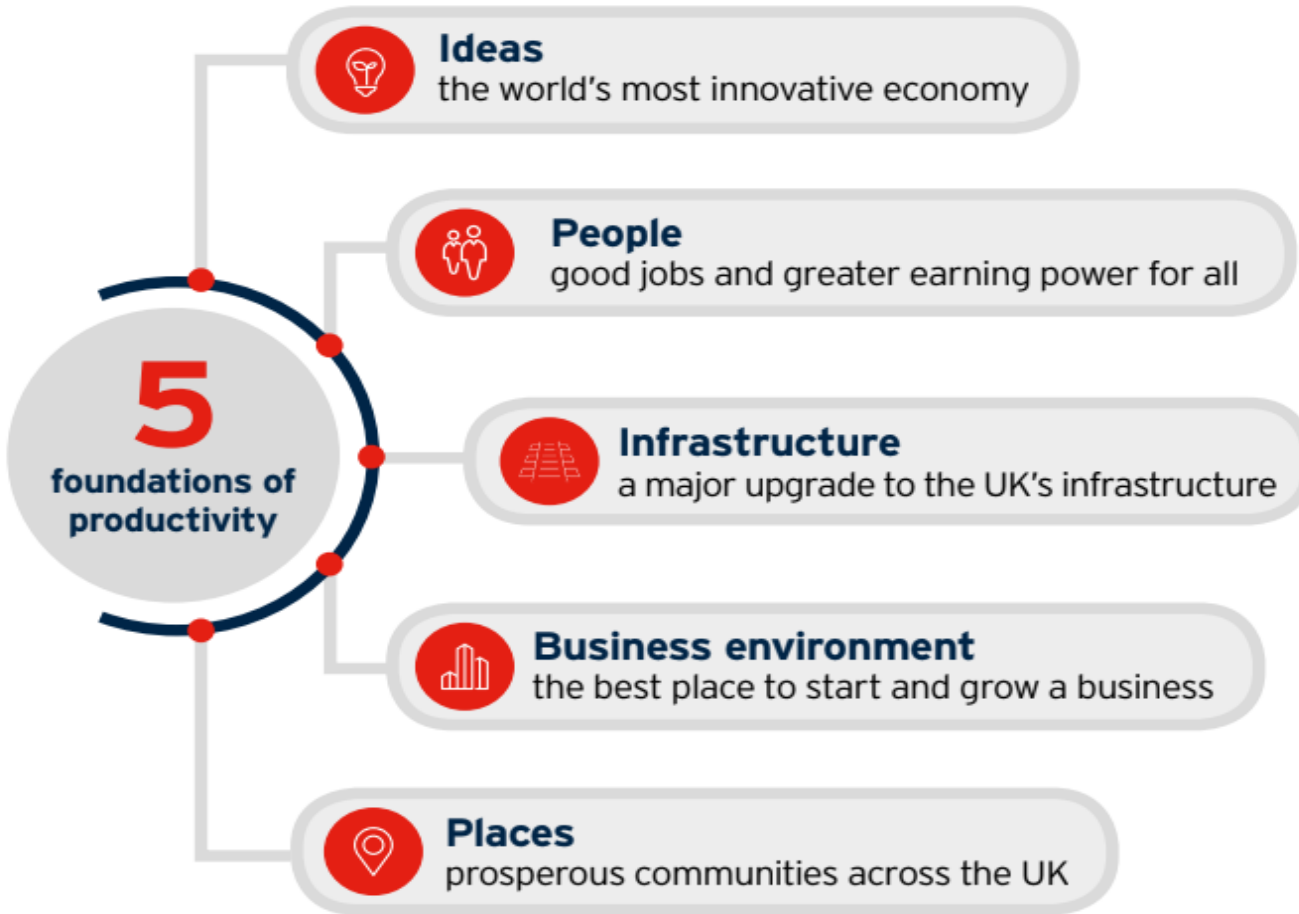 Ideas
the world's most innovative economy
People
good jobs and greater earning power for all
5
foundations of
productivity
Infrastructure
a major upgrade to the UK's infrastructure
Business environment
the best place to start and grow a business
Places
prosperous communities across the UK